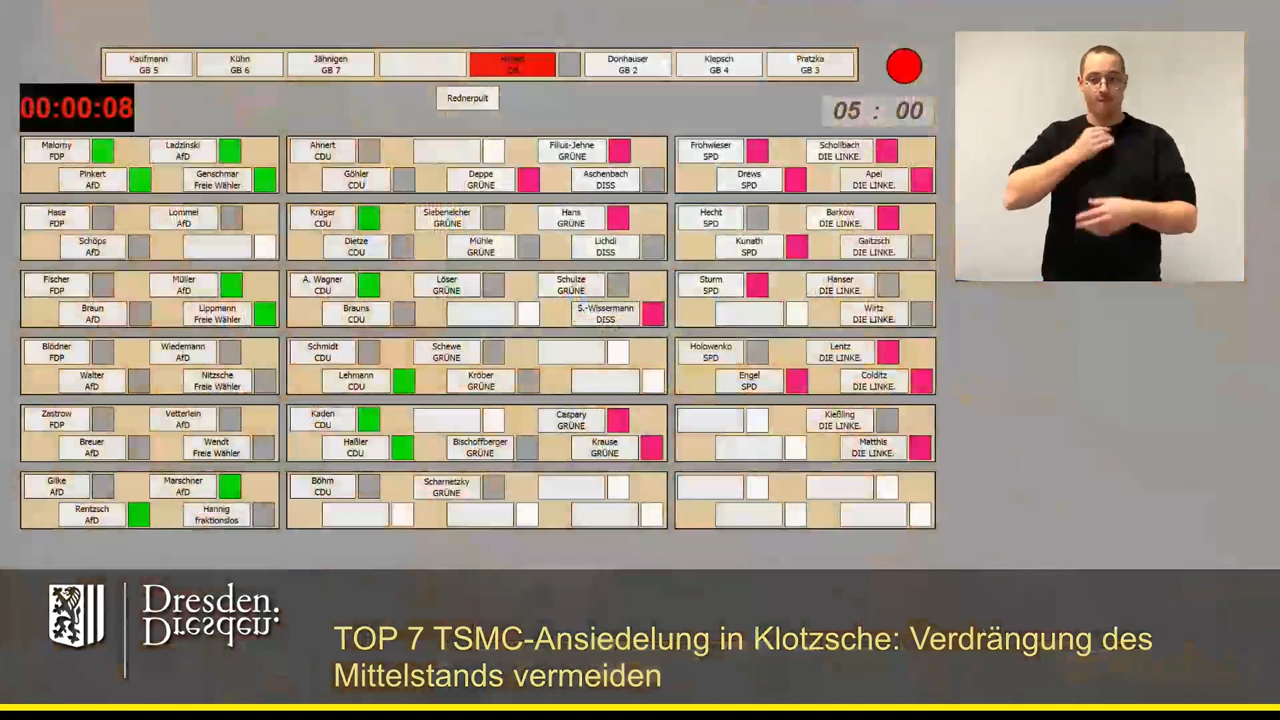 Kaufmann
GB 5
Kühn
GB 6
Jähnigen
GB 7
Donhauser
GB 2
Klepsch
GB 4
Pratzka
GB 3
00:00:08
Rednerpult
05 : 00
Malorny
FDP
Ladzinski
AfD
Pinkert
AfD
Genschmar
Freie Wähler
Ahnert
CDU
Filius-Jehne
GRÜNE
Göhler
CDU
Deppe
GRÜNE
Aschenbach
DISS
Frohwieser
SPD
Schollbach
DIE LINKE.
Drews
SPD
Apel
DIE LINKE.
Hase
FDP
Lommel
AfD
Schöps
AfD
Krüger
CDU
Siebeneicher
GRÜNE
Hans
GRÜNE
Dietze
CDU
Mühle
GRÜNE
Lichdi
DISS
Hecht
SPD
Barkow
DIE LINKE.
Kunath
SPD
Gaitzsch
DIE LINKE.
Fischer
FDP
Müller
AfD
Braun
AfD
Lippmann
Freie Wähler
A. Wagner
CDU
Löser
GRÜNE
Schulze
GRÜNE
Brauns
CDU
S.-Wissermann
DISS
Sturm
SPD
Hanser
DIE LINKE.
Wirtz
DIE LINKE.
Blödner
FDP
Wiedemann
AfD
Walter
AfD
Nitzsche
Freie Wähler
Schmidt
CDU
Schewe
GRÜNE
Lehmann
CDU
Kröber
GRÜNE
Holowenko
SPD
Lentz
DIE LINKE.
Engel
SPD
Colditz
DIE LINKE.
Zastrow
FDP
Vetterlein
AfD
Breuer
AfD
Wendt
Freie Wähler
Kaden
CDU
Caspary
GRÜNE
Haßler
CDU
Bischoffberger
GRÜNE
Krause
GRÜNE
Kießling
DIE LINKE.
Matthis
DIE LINKE.
Gilke
AfD
Marschner
AfD
Rentzsch
AfD
Hannig
fraktionslos
Böhm
CDU
Scharnetzky
GRÜNE
Dresden.
Dresden.
TOP 7 TSMC-Ansiedelung in Klotzsche: Verdrängung des
Mittelstands vermeiden